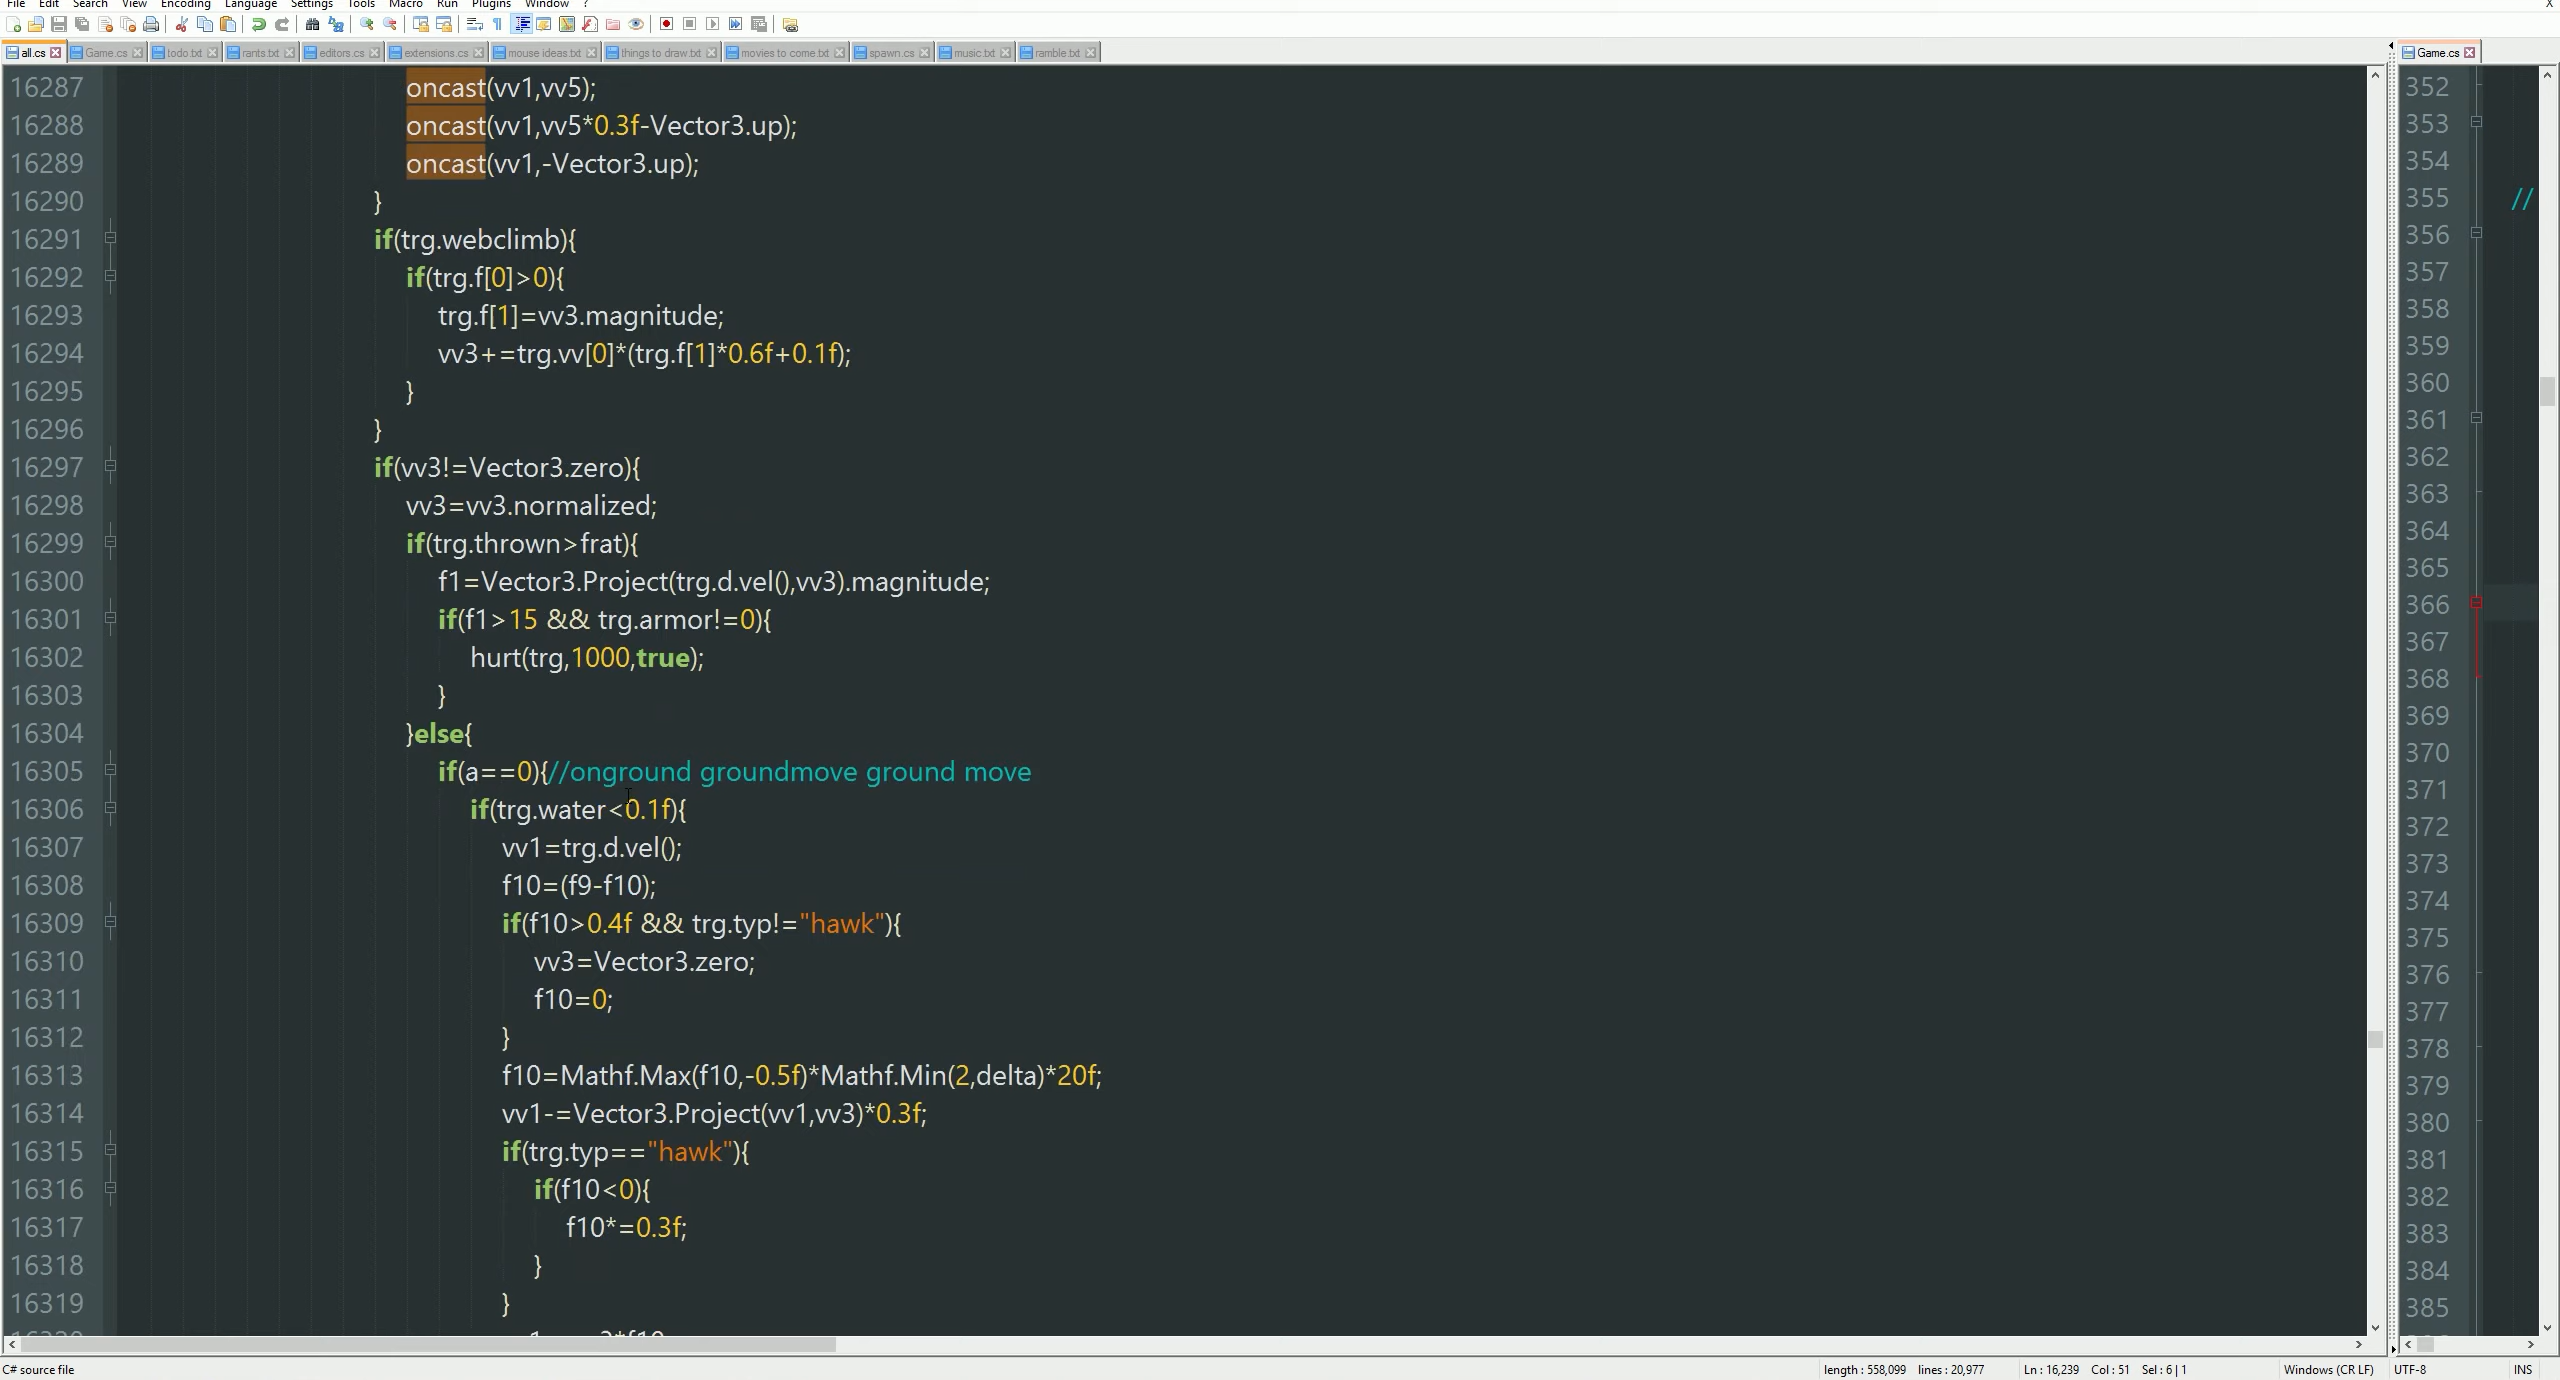 File Edit Search View Encoding Language Settings Tools Macro Run Plugins Window ? X
all.cs Game.cs todo.txt rants.txt editors.cs extensions.cs mouse ideas.txt things to draw.txt movies to come.txt spawn.cs music.txt ramble.txt
16287 oncast(vv1,vv5);
16288 oncast(vv1,vv5*0.3f-Vector3.up);
16289 oncast(vv1,-Vector3.up);
16290 }
16291 if(trg.webclimb){
16292 if(trg.f[0]>0){
16293 trg.f[1]=vv3.magnitude;
16294 vv3+=trg.vv[0]*(trg.f[1]*0.6f+0.1f);
16295 }
16296 }
16297 if(vv3!=Vector3.zero){
16298 vv3=vv3.normalized;
16299 if(trg.thrown>frat){
16300 f1=Vector3.Project(trg.d.vel(),vv3).magnitude;
16301 if(f1>15 && trg.armor!=0){
16302 hurt(trg,1000,true);
16303 }
16304 }else{
16305 if(a==0){//onground groundmove ground move
16306 if(trg.water<0.1f){
16307 vv1=trg.d.vel();
16308 f10=(f9-f10);
16309 if(f10>0.4f && trg.typ!="hawk"){
16310 vv3=Vector3.zero;
16311 f10=0;
16312 }
16313 f10=Mathf.Max(f10,-0.5f)*Mathf.Min(2,delta)*20f;
16314 vv1-=Vector3.Project(vv1,vv3)*0.3f;
16315 if(trg.typ=="hawk"){
16316 if(f10<0){
16317 f10*=0.3f;
16318 }
16319 }
Game.cs
352
353
354
355 //
356
357
358
359
360
361
362
363
364
365
366
367
368
369
370
371
372
373
374
375
376
377
378
379
380
381
382
383
384
385
C# source file length : 558,099 lines : 20,977 Ln : 16,239 Col : 51 Sel : 6 | 1 Windows (CR LF) UTF-8 INS